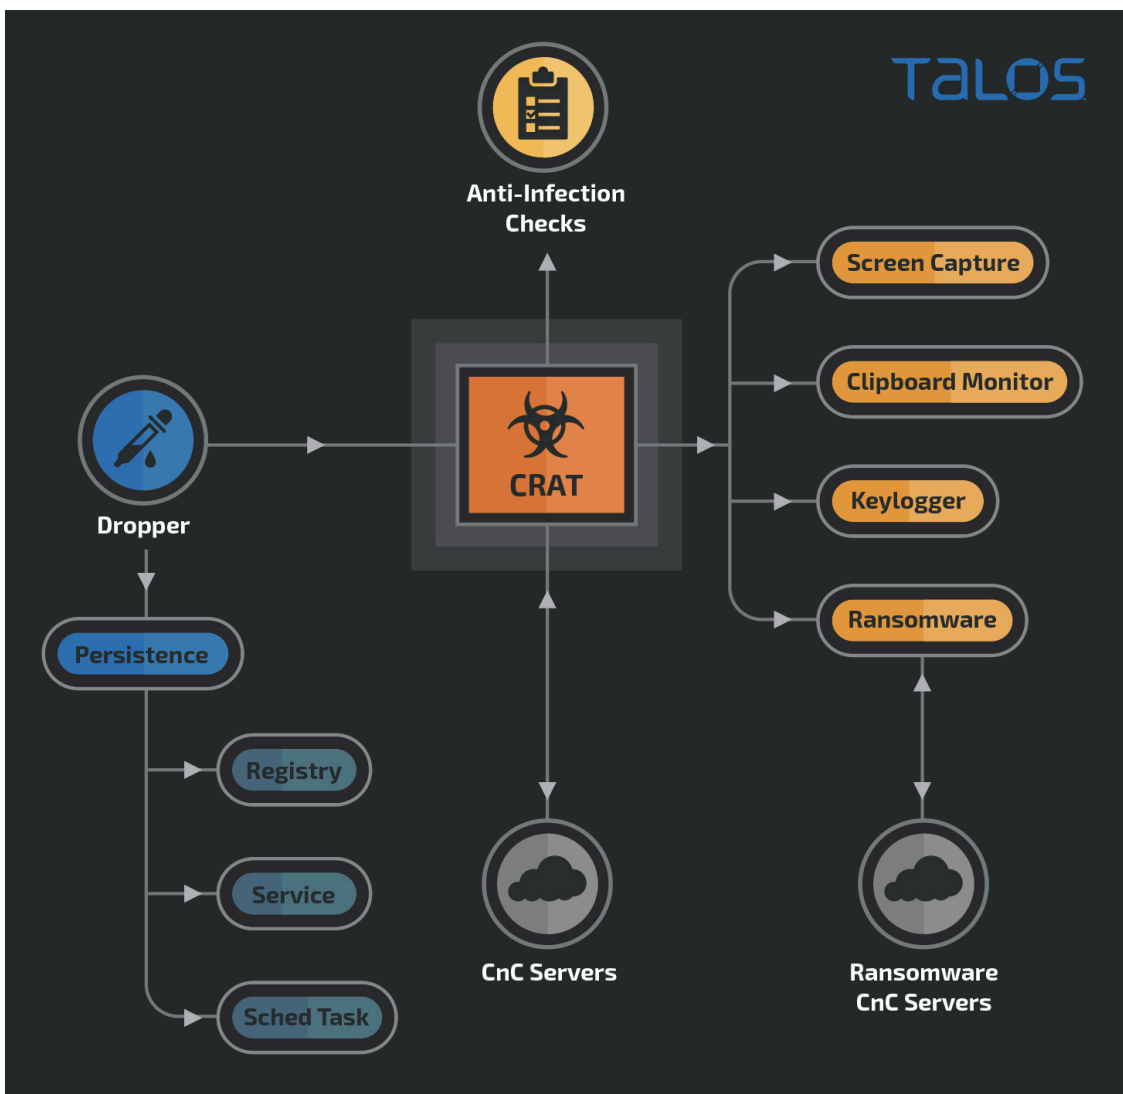 TALOS
Anti-Infection
Checks
Screen Capture
Clipboard Monitor
CRAT
Keylogger
Dropper
Ransomware
Persistence
Registry
Service
CnC Servers
Ransomware
CnC Servers
Sched Task